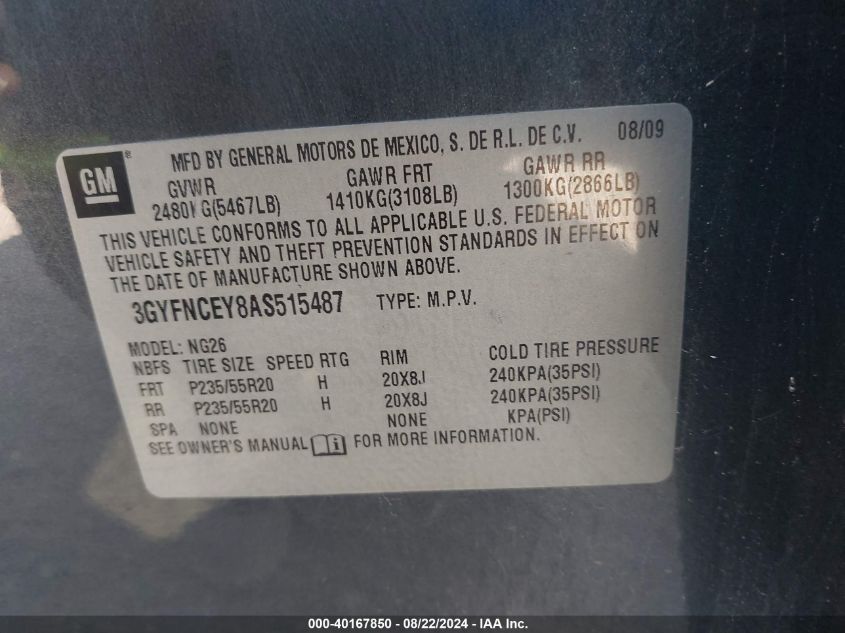 GM ®
MFD BY GENERAL MOTORS DE MEXICO, S. DE R.L. DE C.V. 08/09
GVWR GAWR FRT GAWR RR
2480KG(5467LB) 1410KG(3108LB) 1300KG(2866LB)
THIS VEHICLE CONFORMS TO ALL APPLICABLE U.S. FEDERAL MOTOR
VEHICLE SAFETY AND THEFT PREVENTION STANDARDS IN EFFECT ON
THE DATE OF MANUFACTURE SHOWN ABOVE.
3GYFNCEY8AS515487 TYPE: M.P.V.
MODEL: NG26
NBFS TIRE SIZE SPEED RTG RIM COLD TIRE PRESSURE
FRT P235/55R20 H 20X8J 240KPA(35PSI)
RR P235/55R20 H 20X8J 240KPA(35PSI)
SPA NONE NONE KPA(PSI)
SEE OWNER'S MANUAL FOR MORE INFORMATION.
000-40167850 - 08/22/2024 - IAA Inc.